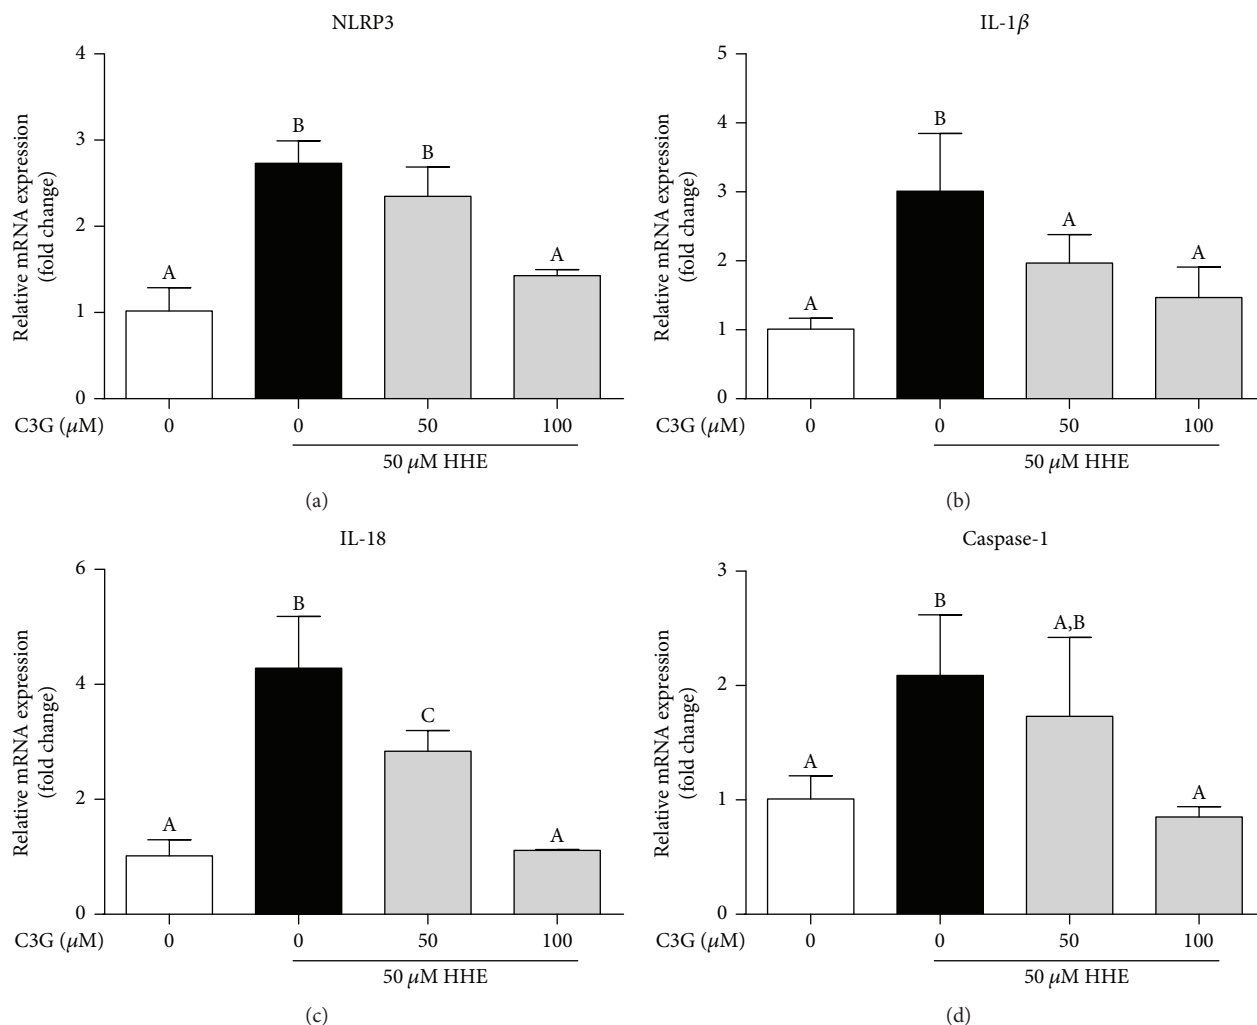 NLRP3
Relative mRNA expression
(fold change)
4
3
2
1
0
A
B
B
A
C3G (μM)
0
0
50
100
50 μM HHE
(a)
IL-1β
Relative mRNA expression
(fold change)
5
4
3
2
1
0
A
B
A
A
C3G (μM)
0
0
50
100
50 μM HHE
(b)
IL-18
Relative mRNA expression
(fold change)
6
4
2
0
A
B
C
A
C3G (μM)
0
0
50
100
50 μM HHE
(c)
Caspase-1
Relative mRNA expression
(fold change)
3
2
1
0
A
B
A,B
A
C3G (μM)
0
0
50
100
50 μM HHE
(d)